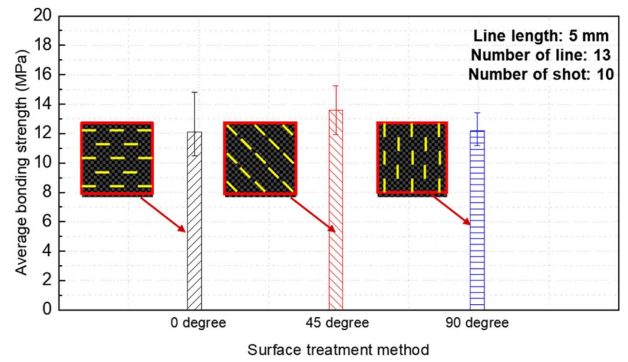 20
18
16
14
12
10
8
6
4
2
0
Average bonding strength (MPa)
Line length: 5 mm
Number of line: 13
Number of shot: 10
0 degree
45 degree
90 degree
Surface treatment method